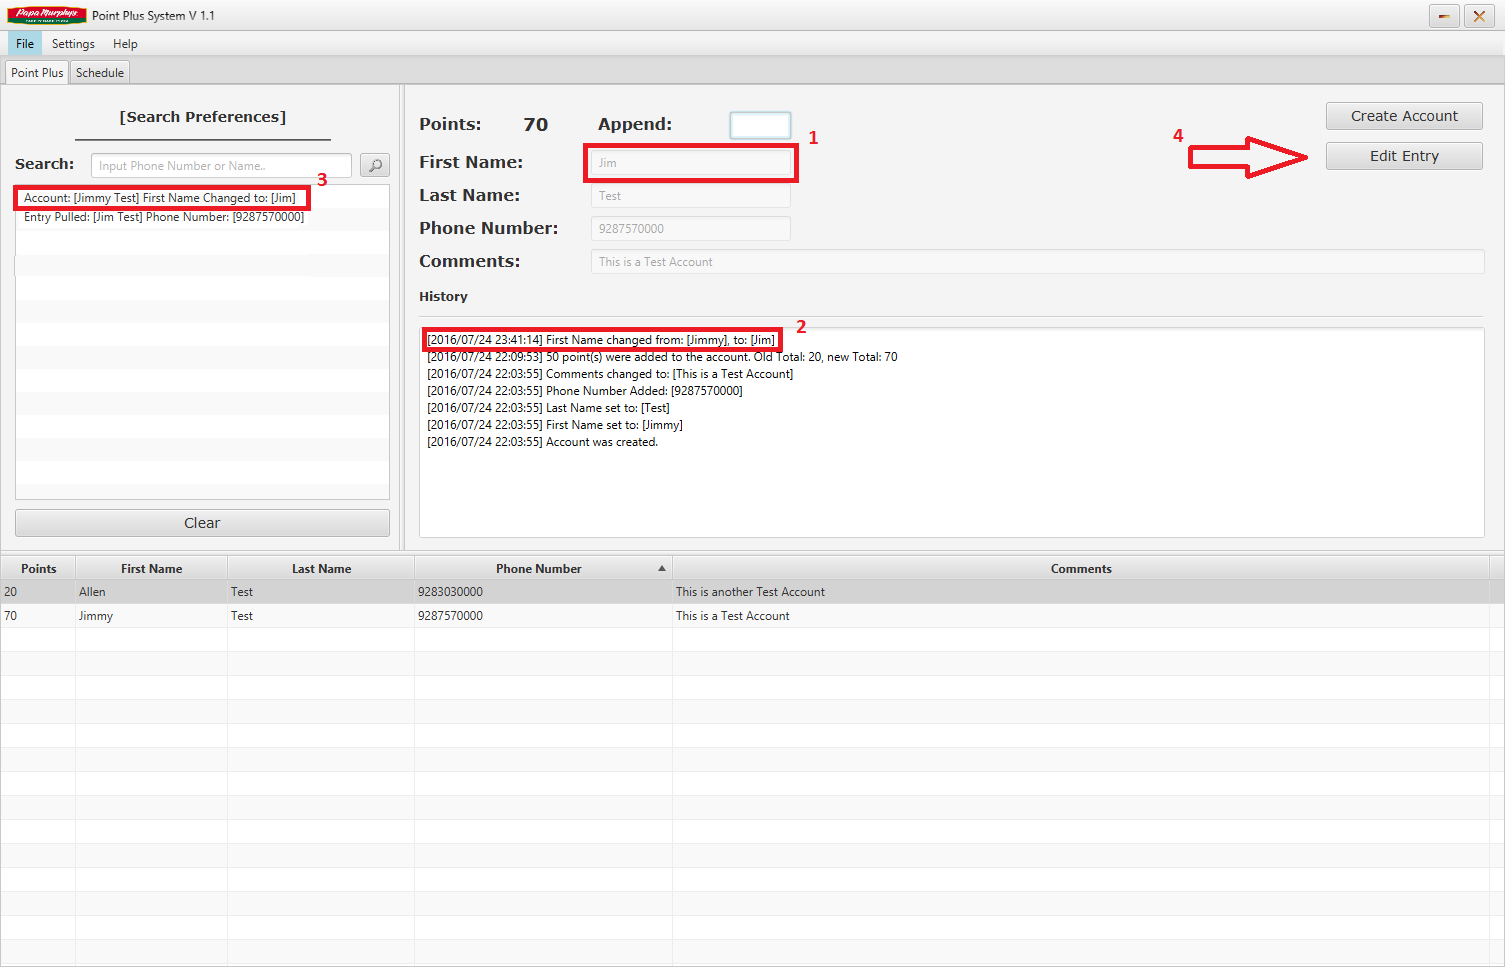 Papa Murphy's Point Plus System V 1.1
File Settings Help
Point Plus Schedule
[Search Preferences]
Search: Input Phone Number or Name..
3
Account: [Jimmy Test] First Name Changed to: [Jim]
Entry Pulled: [Jim Test] Phone Number: [9287570000]
Clear
Points: 70 Append:
1
First Name: Jim
Last Name: Test
Phone Number: 9287570000
Comments: This is a Test Account
Create Account
4
Edit Entry
History
2
[2016/07/24 23:41:14] First Name changed from: [Jimmy], to: [Jim]
[2016/07/24 22:09:53] 50 point(s) were added to the account. Old Total: 20, new Total: 70
[2016/07/24 22:03:55] Comments changed to: [This is a Test Account]
[2016/07/24 22:03:55] Phone Number Added: [9287570000]
[2016/07/24 22:03:55] Last Name set to: [Test]
[2016/07/24 22:03:55] First Name set to: [Jimmy]
[2016/07/24 22:03:55] Account was created.
Points First Name Last Name Phone Number Comments
20 Allen Test 9283030000 This is another Test Account
70 Jimmy Test 9287570000 This is a Test Account